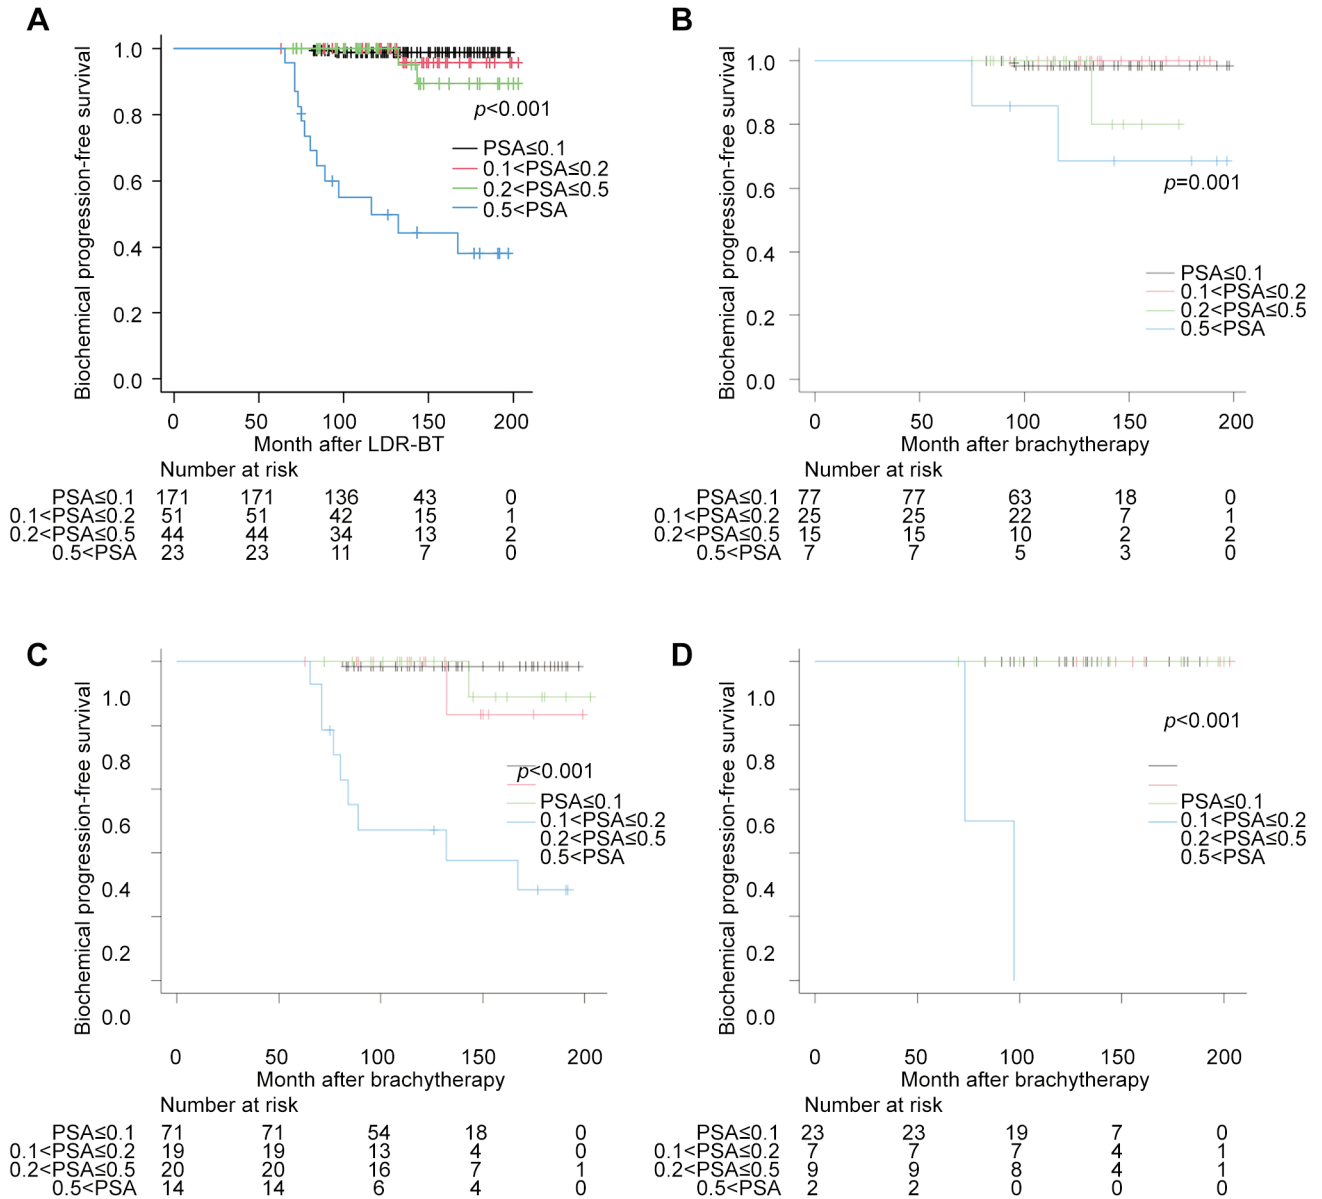 A
Biochemical progression-free survival
1.0
0.8
0.6
0.4
0.2
0.0
p<0.001
PSA≤0.1
0.1<PSA≤0.2
0.2<PSA≤0.5
0.5<PSA
0 50 100 150 200
Month after LDR-BT
Number at risk
PSA≤0.1 171 171 136 43 0
0.1<PSA≤0.2 51 51 42 15 1
0.2<PSA≤0.5 44 44 34 13 2
0.5<PSA 23 23 11 7 0
B
Biochemical progression-free survival
1.0
0.8
0.6
0.4
0.2
0.0
p=0.001
PSA≤0.1
0.1<PSA≤0.2
0.2<PSA≤0.5
0.5<PSA
0 50 100 150 200
Month after brachytherapy
Number at risk
PSA≤0.1 77 77 63 18 0
0.1<PSA≤0.2 25 25 22 7 1
0.2<PSA≤0.5 15 15 10 2 2
0.5<PSA 7 7 5 3 0
C
Biochemical progression-free survival
1.0
0.8
0.6
0.4
0.2
0.0
p<0.001
PSA≤0.1
0.1<PSA≤0.2
0.2<PSA≤0.5
0.5<PSA
0 50 100 150 200
Month after brachytherapy
Number at risk
PSA≤0.1 71 71 54 18 0
0.1<PSA≤0.2 19 19 13 4 0
0.2<PSA≤0.5 20 20 16 7 1
0.5<PSA 14 14 6 4 0
D
Biochemical progression-free survival
1.0
0.8
0.6
0.4
0.2
0.0
p<0.001
PSA≤0.1
0.1<PSA≤0.2
0.2<PSA≤0.5
0.5<PSA
0 50 100 150 200
Month after brachytherapy
Number at risk
PSA≤0.1 23 23 19 7 0
0.1<PSA≤0.2 7 7 7 4 1
0.2<PSA≤0.5 9 9 8 4 1
0.5<PSA 2 2 0 0 0